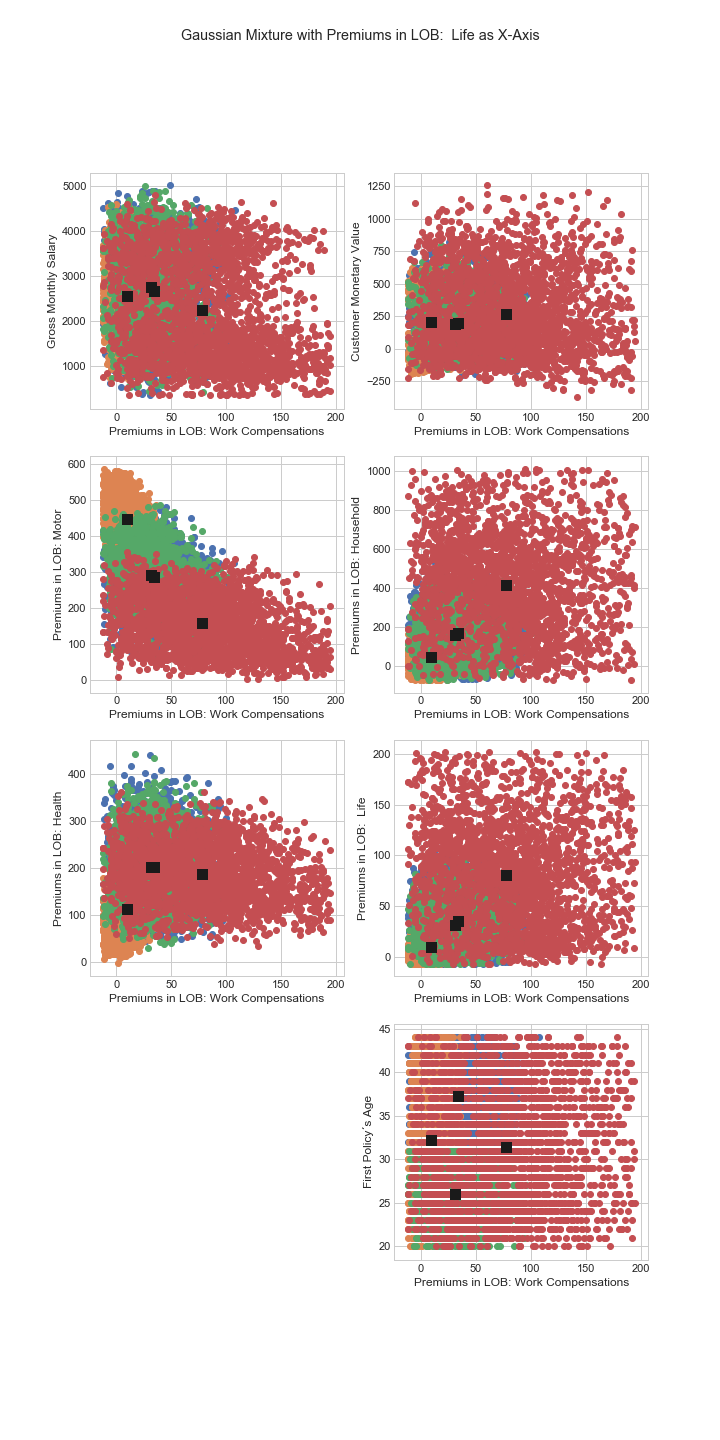 Gaussian Mixture with Premiums in LOB:  Life as X-Axis
5000
4000
3000
2000
1000
Gross Monthly Salary
0 50 100 150 200
Premiums in LOB: Work Compensations
1250
1000
750
500
250
0
−250
Customer Monetary Value
0 50 100 150 200
Premiums in LOB: Work Compensations
600
500
400
300
200
100
0
Premiums in LOB: Motor
0 50 100 150 200
Premiums in LOB: Work Compensations
1000
800
600
400
200
0
Premiums in LOB: Household
0 50 100 150 200
Premiums in LOB: Work Compensations
400
300
200
100
0
Premiums in LOB: Health
0 50 100 150 200
Premiums in LOB: Work Compensations
200
150
100
50
0
Premiums in LOB:  Life
0 50 100 150 200
Premiums in LOB: Work Compensations
45
40
35
30
25
20
First Policy´s Age
0 50 100 150 200
Premiums in LOB: Work Compensations